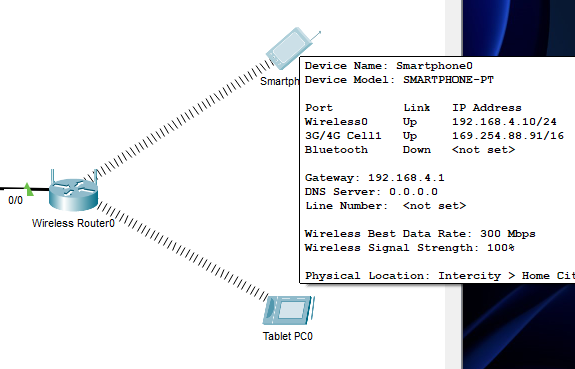 Smartph
Device Name: Smartphone0
Device Model: SMARTPHONE-PT
Port Link IP Address
Wireless0 Up 192.168.4.10/24
3G/4G Cell1 Up 169.254.88.91/16
Bluetooth Down <not set>
Gateway: 192.168.4.1
DNS Server: 0.0.0.0
Line Number: <not set>
Wireless Best Data Rate: 300 Mbps
Wireless Signal Strength: 100%
Physical Location: Intercity > Home Cit
0/0
Wireless Router0
Tablet PC0